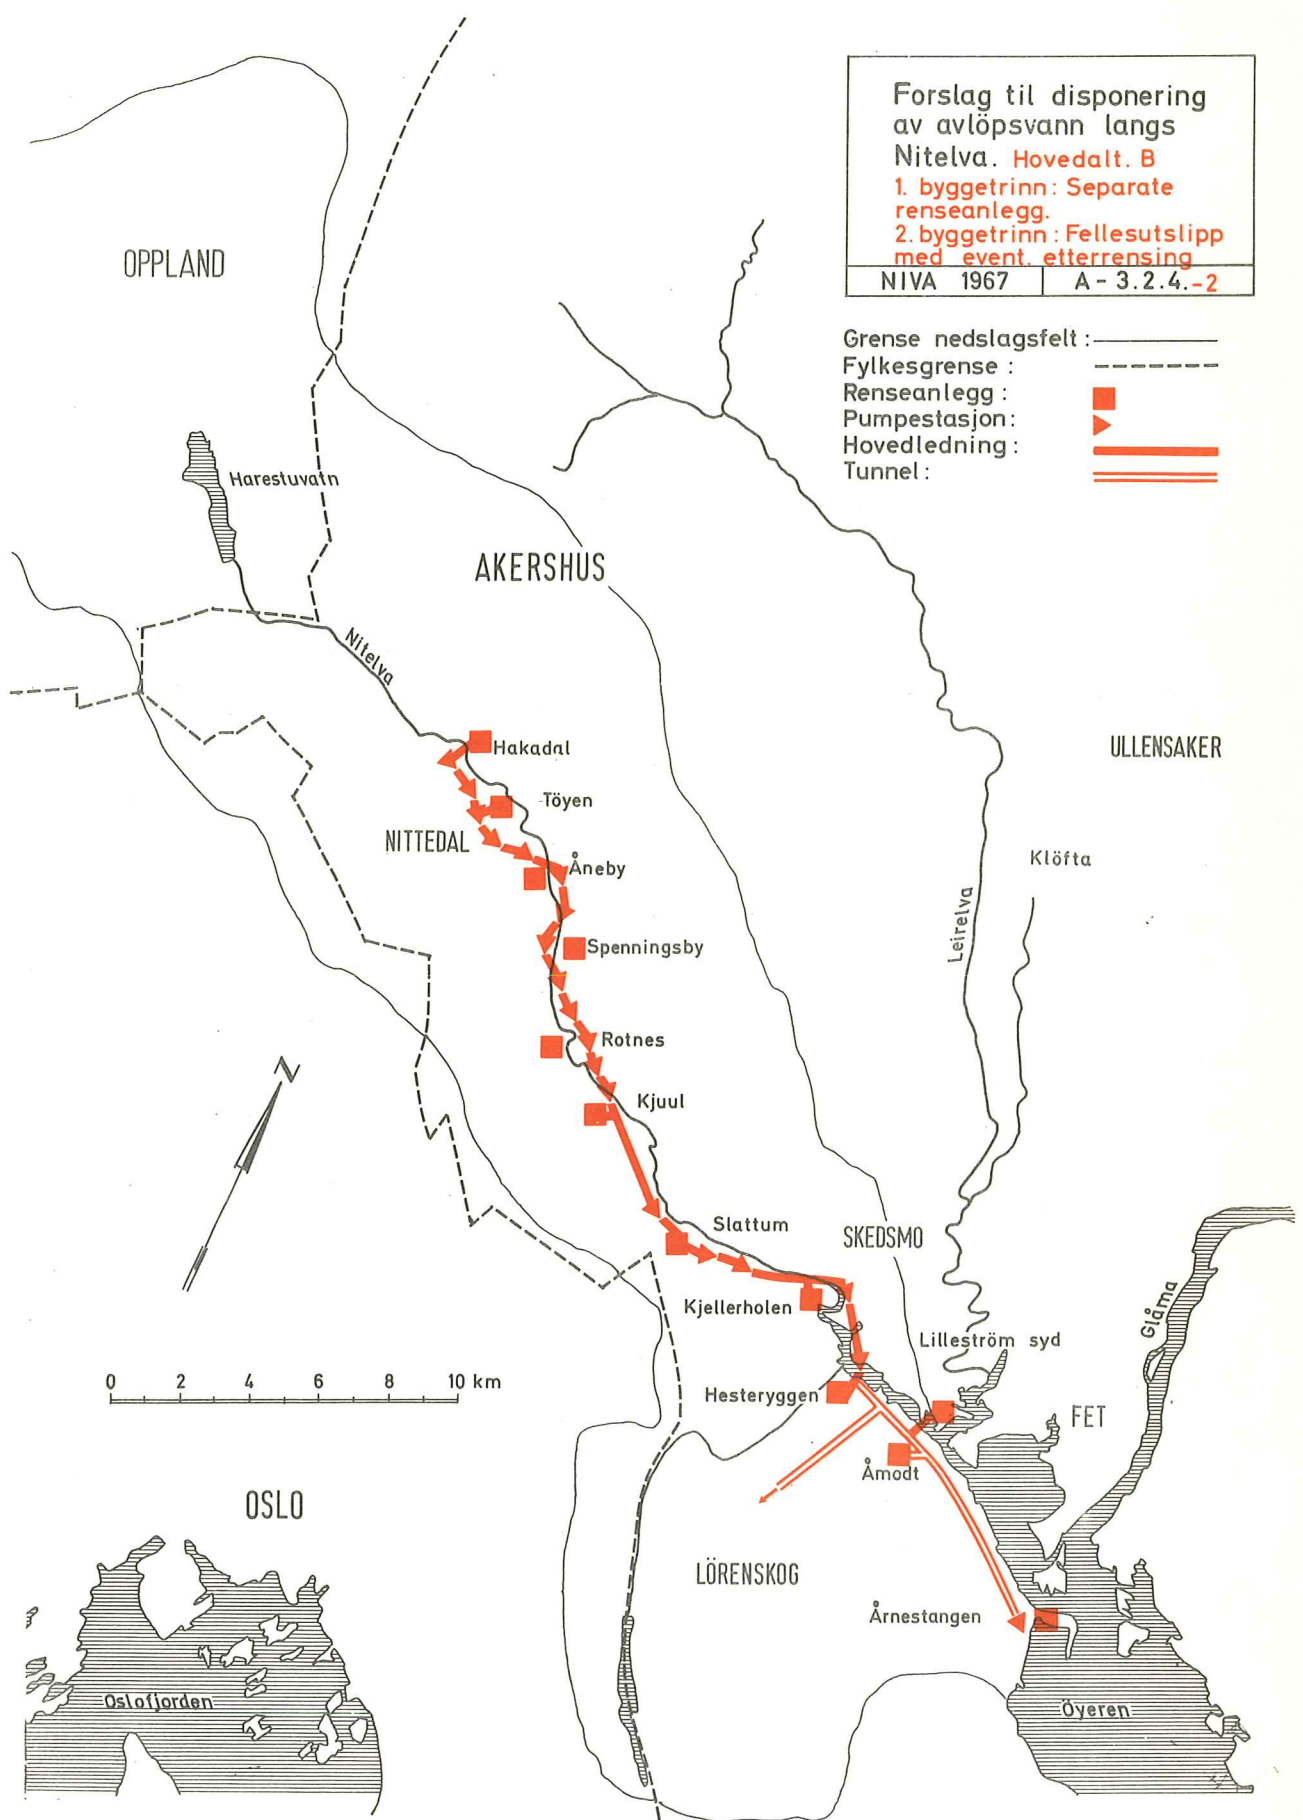 Forslag til disponering
av avlöpsvann langs
Nitelva. Hovedalt. B
1. byggetrinn : Separate
renseanlegg.
2. byggetrinn : Fellesutslipp
med event. etterrensing
NIVA 1967 A-3.2.4.-2
Grense nedslagsfelt :
Fylkesgrense :
Renseanlegg :
Pumpestasjon :
Hovedledning :
Tunnel :
OPPLAND
Harestuvatn
AKERSHUS
Nitelva
Hakadal
ULLENSAKER
Töyen
NITTEDAL
Åneby
Klöfta
Leirelva
Spenningsby
Rotnes
N
Kjuul
Slattum
SKEDSMO
Glåma
Kjellerholen
Lilleström syd
0 2 4 6 8 10 km
Hesteryggen
FET
Åmodt
OSLO
LÖRENSKOG
Årnestangen
Oslofjorden
Öyeren